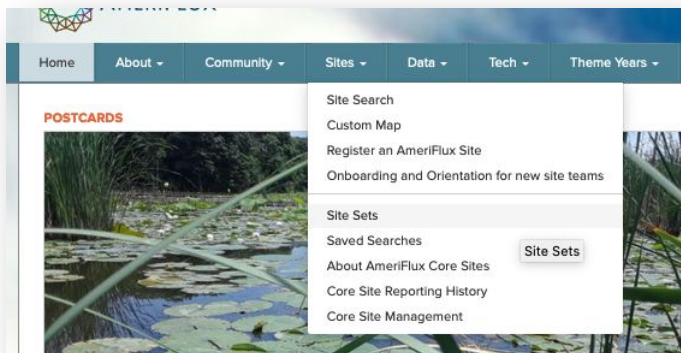 Home About Community Sites Data Tech Theme Years
POSTCARDS
Site Search
Custom Map
Register an AmeriFlux Site
Onboarding and Orientation for new site teams
Site Sets
Saved Searches
Site Sets
About AmeriFlux Core Sites
Core Site Reporting History
Core Site Management